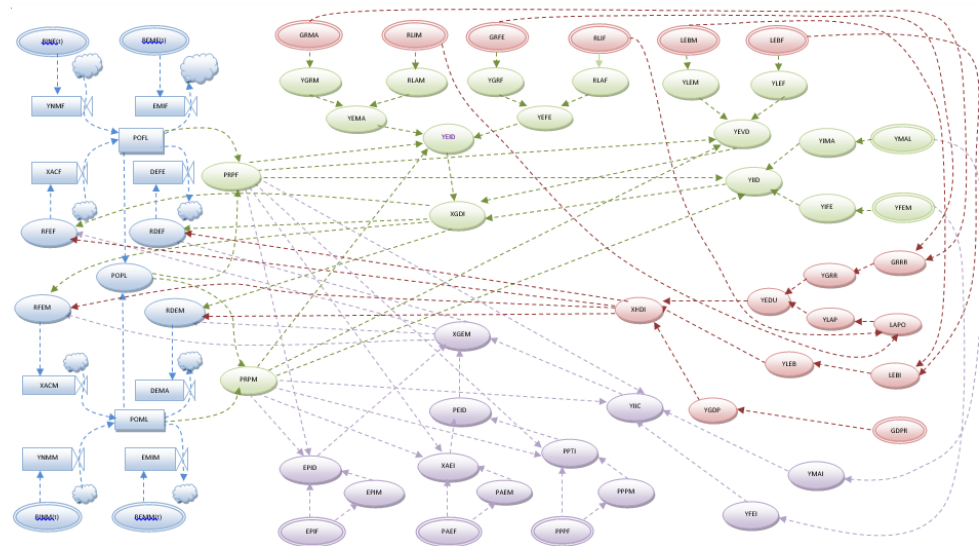 GRMA
RLIM
GRFE
RLIF
LEBM
LEBF
YGRM
RLAM
YGRF
RLAF
YLEM
YLEF
YNMF
EMIF
YEMA
YEFE
POFL
YEID
YEVD
YIMA
YMAL
XACF
DEFE
PRPF
YIID
YIFE
YFEM
XGDI
RFEF
RDEF
GRRB
POPL
YGRR
YEDU
RFEM
RDEM
XHDI
YLAP
LAPO
XGEM
YLEB
LEBI
XACM
DEMA
PRPM
PEID
YIIC
YGDP
POML
GDPR
YNMM
EMIM
EPID
XAEI
PPTI
YMAI
EPIM
PAEM
PPPM
YFEI
EPIF
PAEF
PPPF